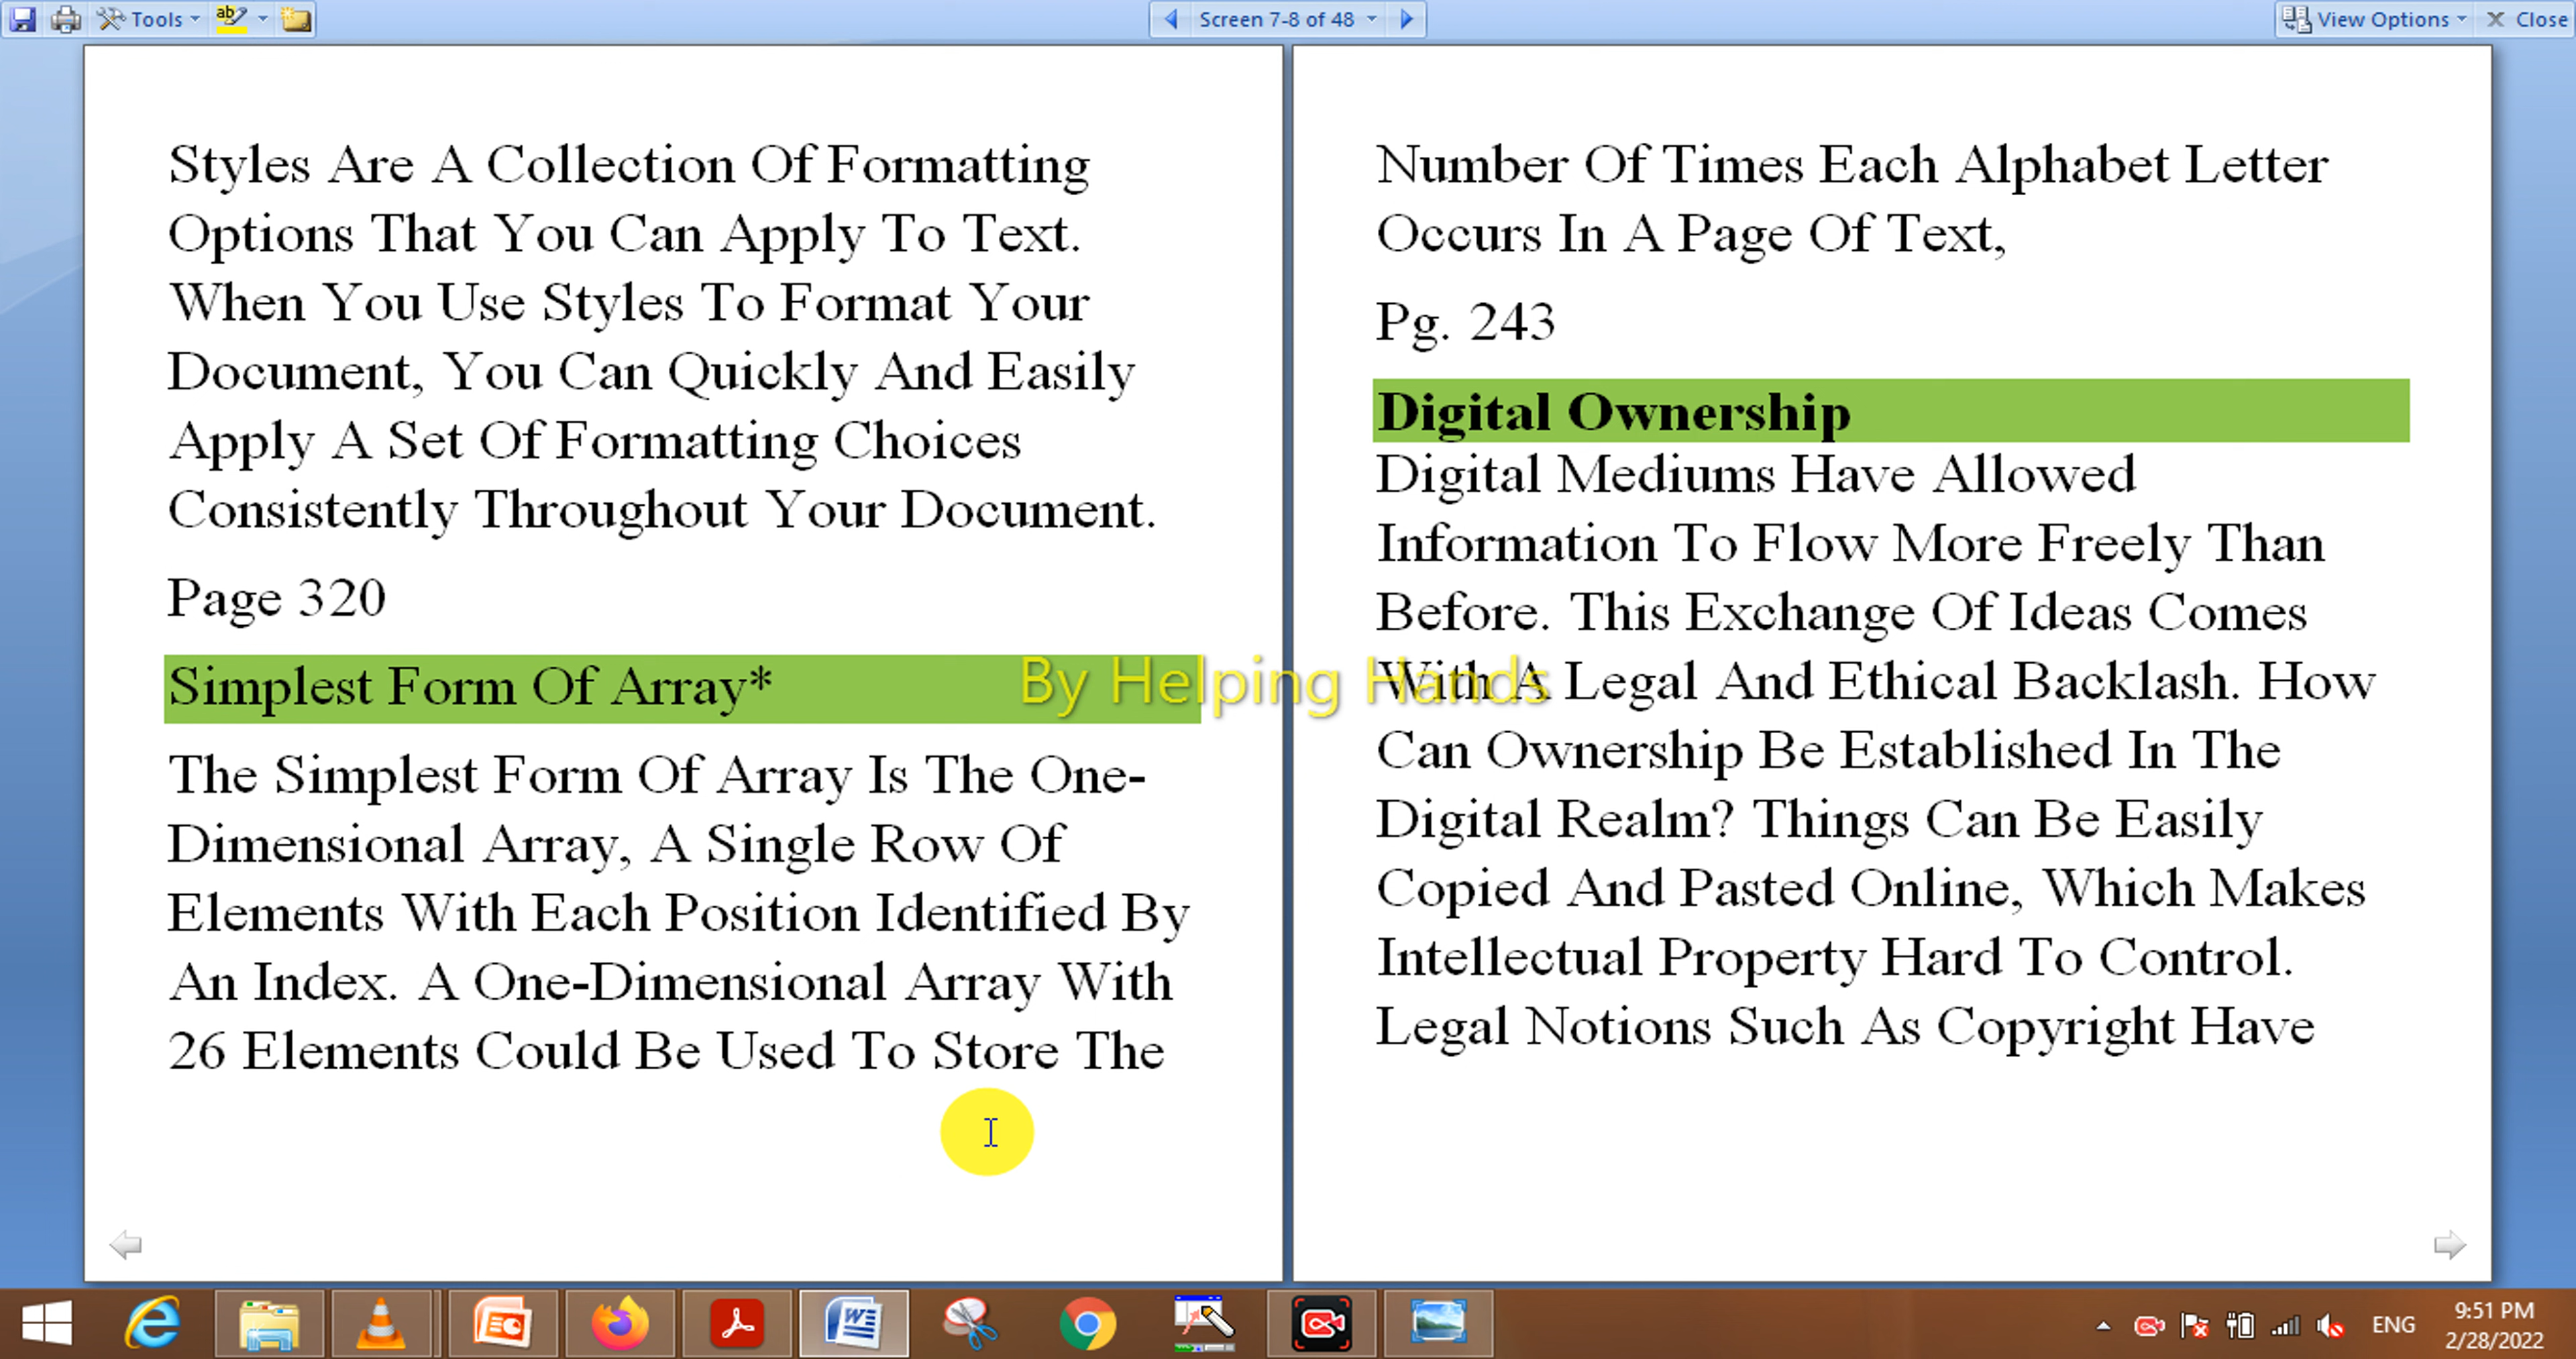 Tools
Screen 7-8 of 48
View Options
Close
Styles Are A Collection Of Formatting
Options That You Can Apply To Text.
When You Use Styles To Format Your
Document, You Can Quickly And Easily
Apply A Set Of Formatting Choices
Consistently Throughout Your Document.
Page 320
Simplest Form Of Array*
The Simplest Form Of Array Is The One-
Dimensional Array, A Single Row Of
Elements With Each Position Identified By
An Index. A One-Dimensional Array With
26 Elements Could Be Used To Store The
Number Of Times Each Alphabet Letter
Occurs In A Page Of Text,
Pg. 243
Digital Ownership
Digital Mediums Have Allowed
Information To Flow More Freely Than
Before. This Exchange Of Ideas Comes
With A Legal And Ethical Backlash. How
Can Ownership Be Established In The
Digital Realm? Things Can Be Easily
Copied And Pasted Online, Which Makes
Intellectual Property Hard To Control.
Legal Notions Such As Copyright Have
By Helping Hands
ENG
9:51 PM
2/28/2022